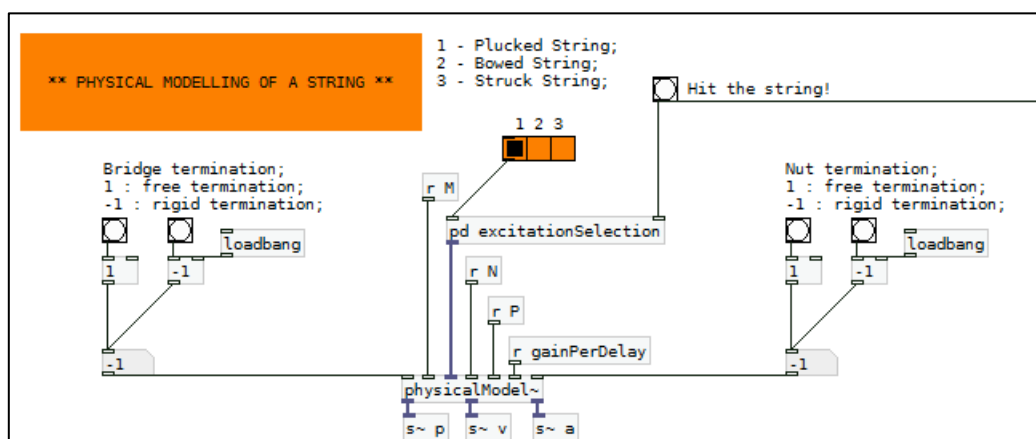 ** PHYSICAL MODELLING OF A STRING **
1 - Plucked String;
2 - Bowed String;
3 - Struck String;
Hit the string!
1 2 3
Bridge termination;
1 : free termination;
-1 : rigid termination;
r M
Nut termination;
1 : free termination;
-1 : rigid termination;
pd excitationSelection
loadbang
loadbang
1
-1
r N
1
-1
r P
r gainPerDelay
-1
-1
physicalModel~
s~ p
s~ v
s~ a